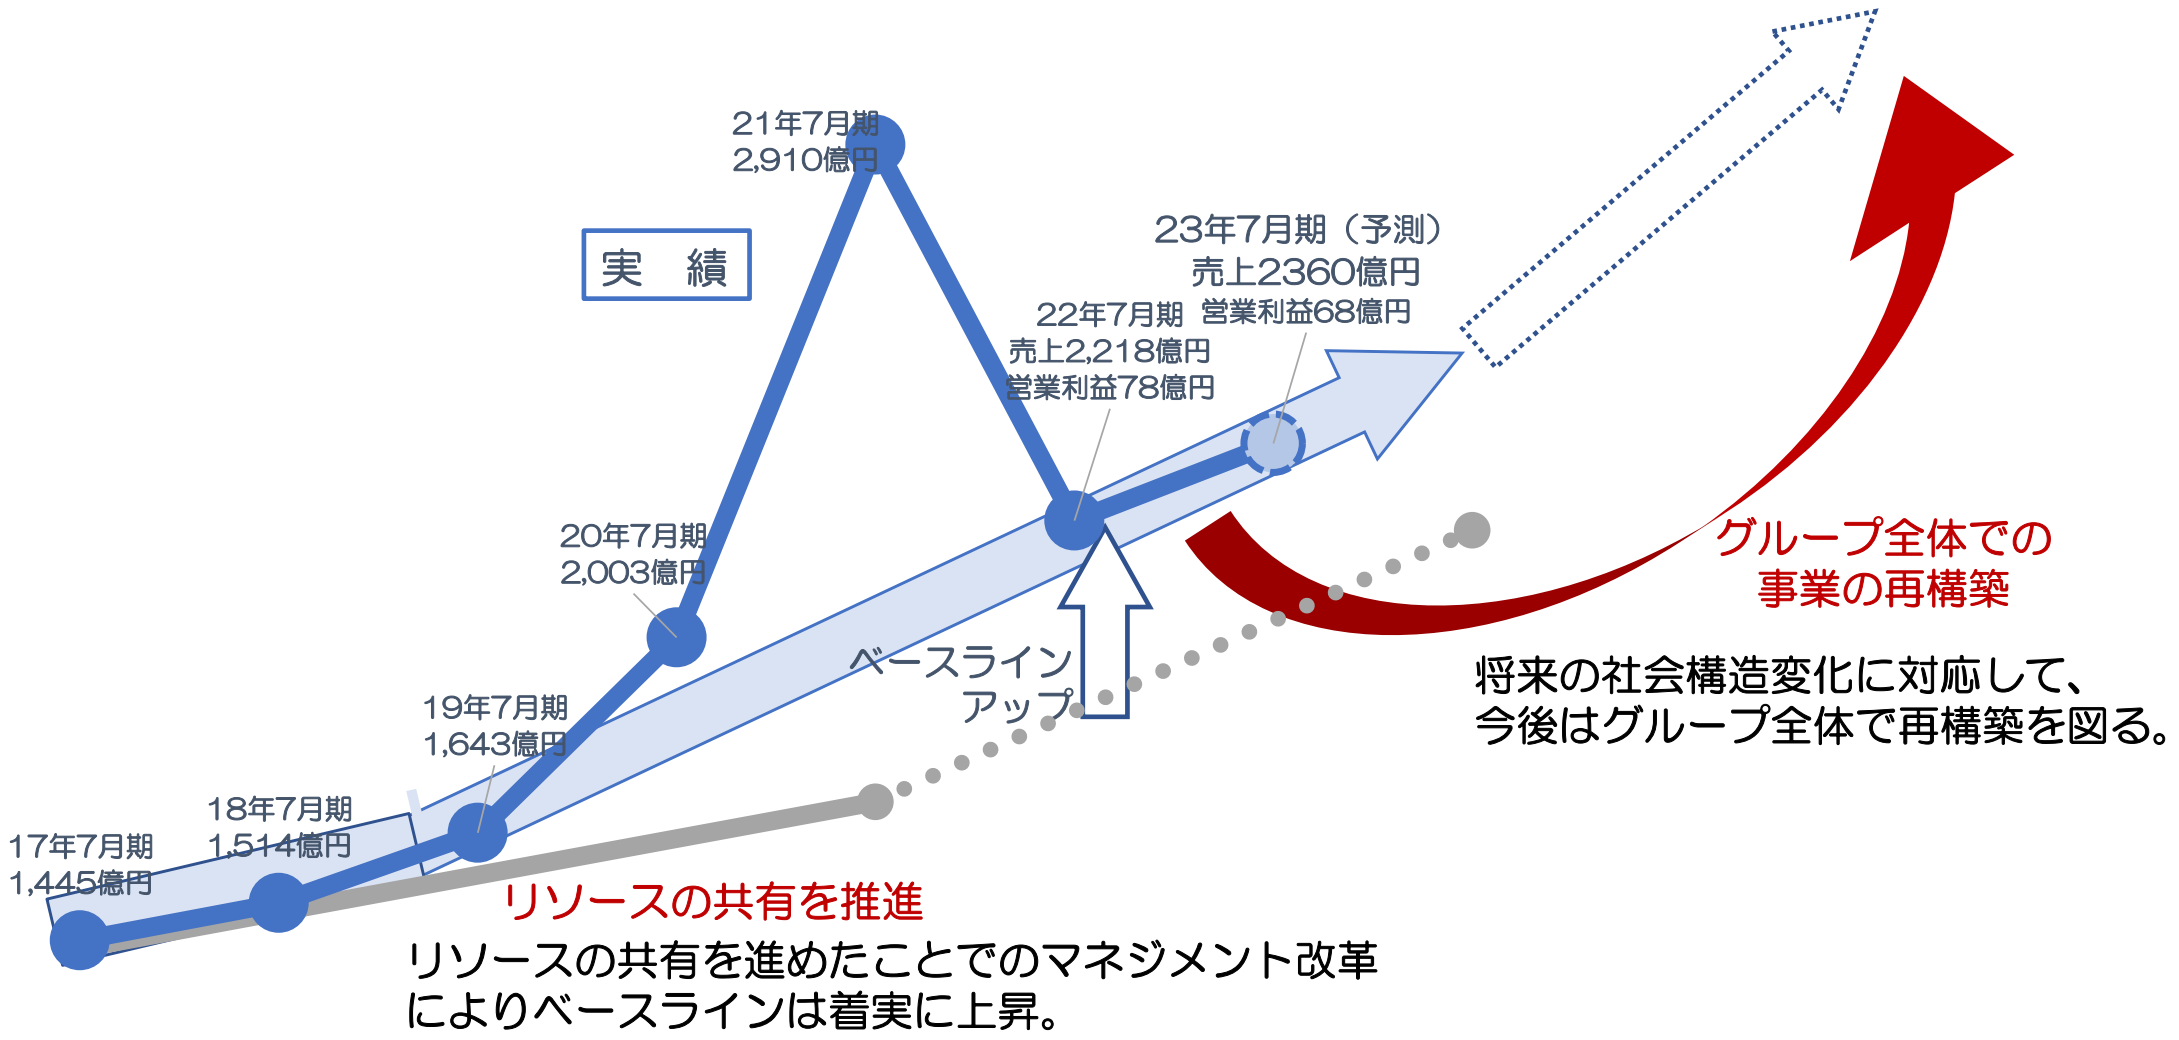 21年7月期
2,910億円
実　績
23年7月期（予測）
売上2360億円
営業利益68億円
22年7月期
売上2,218億円
営業利益78億円
20年7月期
2,003億円
19年7月期
1,643億円
18年7月期
1,514億円
17年7月期
1,445億円
ベースライン
アップ
グループ全体での
事業の再構築
将来の社会構造変化に対応して、
今後はグループ全体で再構築を図る。
リソースの共有を推進
リソースの共有を進めたことでのマネジメント改革
によりベースラインは着実に上昇。